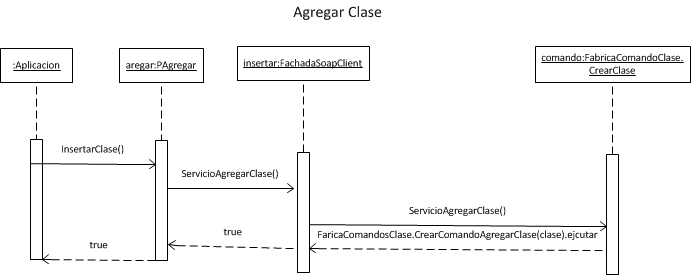 Agregar Clase
:Aplicacion
aregar:PAgregar
insertar:FachadaSoapClient
comando:FabricaComandoClase.
CrearClase
InsertarClase()
ServicioAgregarClase()
ServicioAgregarClase()
FaricaComandosClase.CrearComandoAgregarClase(clase).ejcutar
true
true